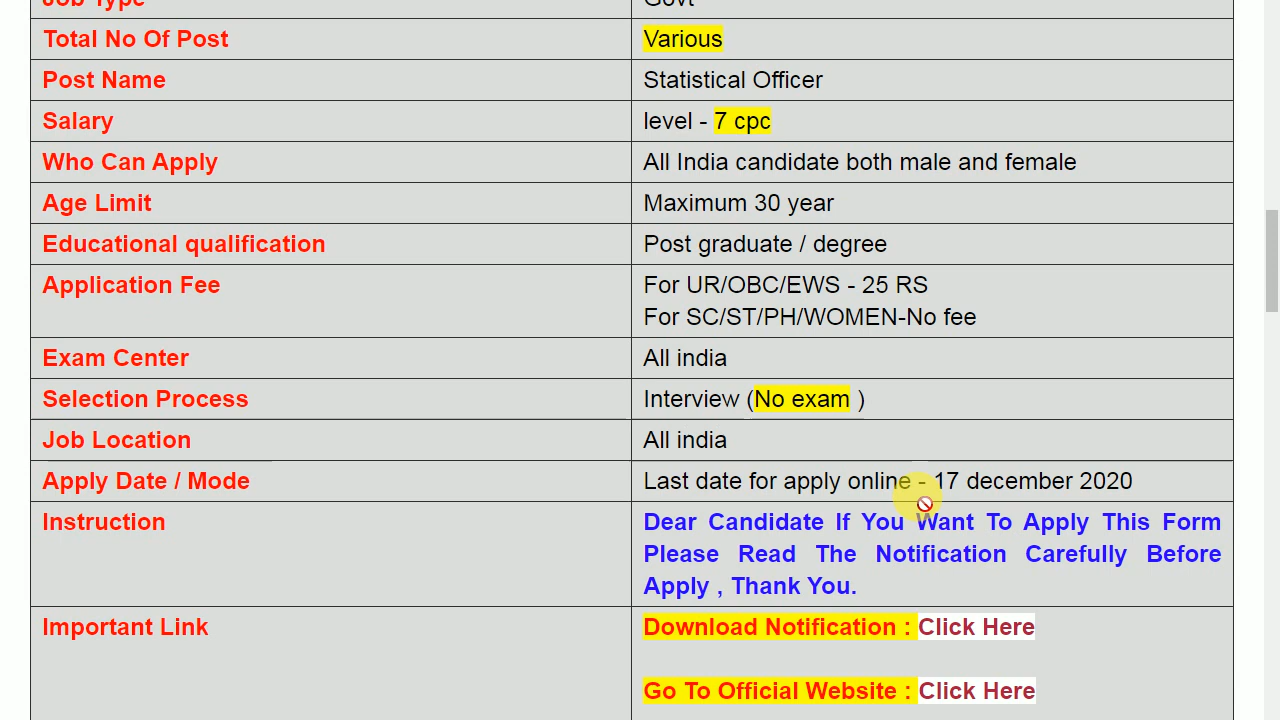 Job Type Govt
Total No Of Post Various
Post Name Statistical Officer
Salary level - 7 cpc
Who Can Apply All India candidate both male and female
Age Limit Maximum 30 year
Educational qualification Post graduate / degree
Application Fee For UR/OBC/EWS - 25 RS
For SC/ST/PH/WOMEN-No fee
Exam Center All india
Selection Process Interview (No exam )
Job Location All india
Apply Date / Mode Last date for apply online - 17 december 2020
Instruction Dear Candidate If You Want To Apply This Form
Please Read The Notification Carefully Before
Apply , Thank You.
Important Link Download Notification : Click Here
Go To Official Website : Click Here